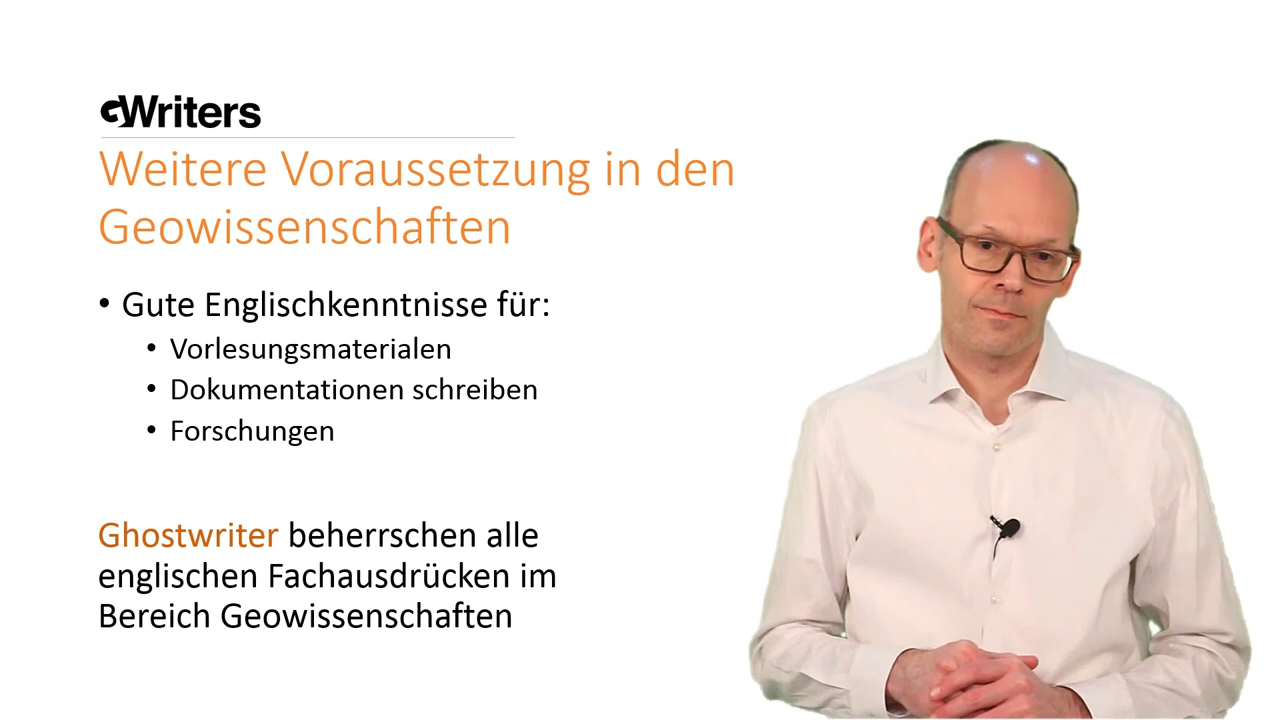 GWriters
Weitere Voraussetzung in den
Geowissenschaften
• Gute Englischkenntnisse für:
• Vorlesungsmaterialen
• Dokumentationen schreiben
• Forschungen
Ghostwriter beherrschen alle
englischen Fachausdrücken im
Bereich Geowissenschaften